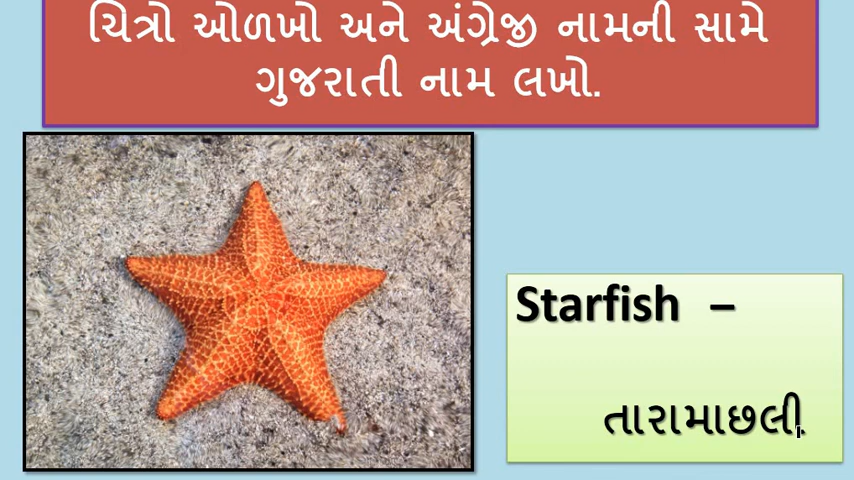 ચિત્રો ઓળખો અને અંગ્રેજી નામની સામે
ગુજરાતી નામ લખો.
Starfish –
તારામાછલી